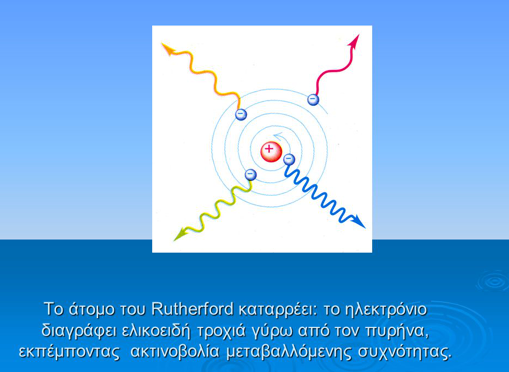 Το άτομο του Rutherford καταρρέει: το ηλεκτρόνιο
διαγράφει ελικοειδή τροχιά γύρω από τον πυρήνα,
εκπέμποντας ακτινοβολία μεταβαλλόμενης συχνότητας.